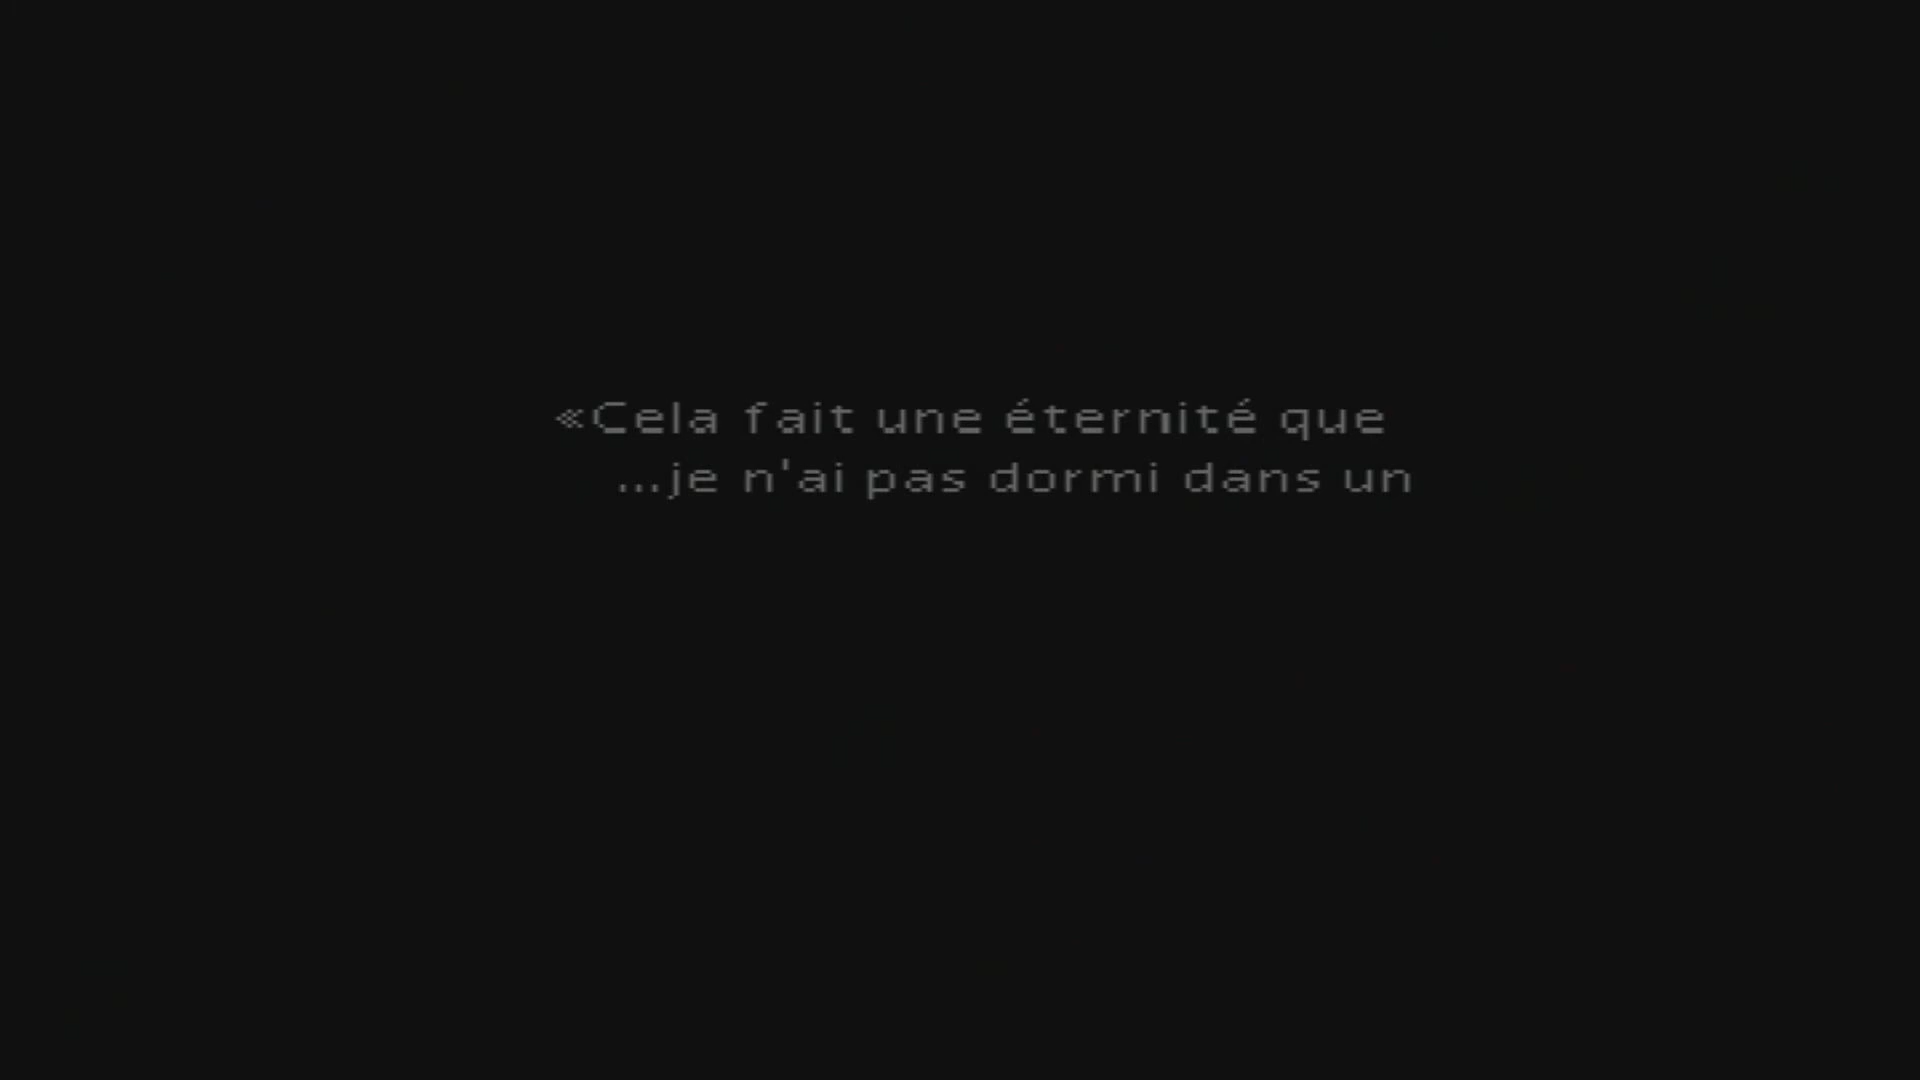 «Cela fait une éternité que
...je n'ai pas dormi dans un